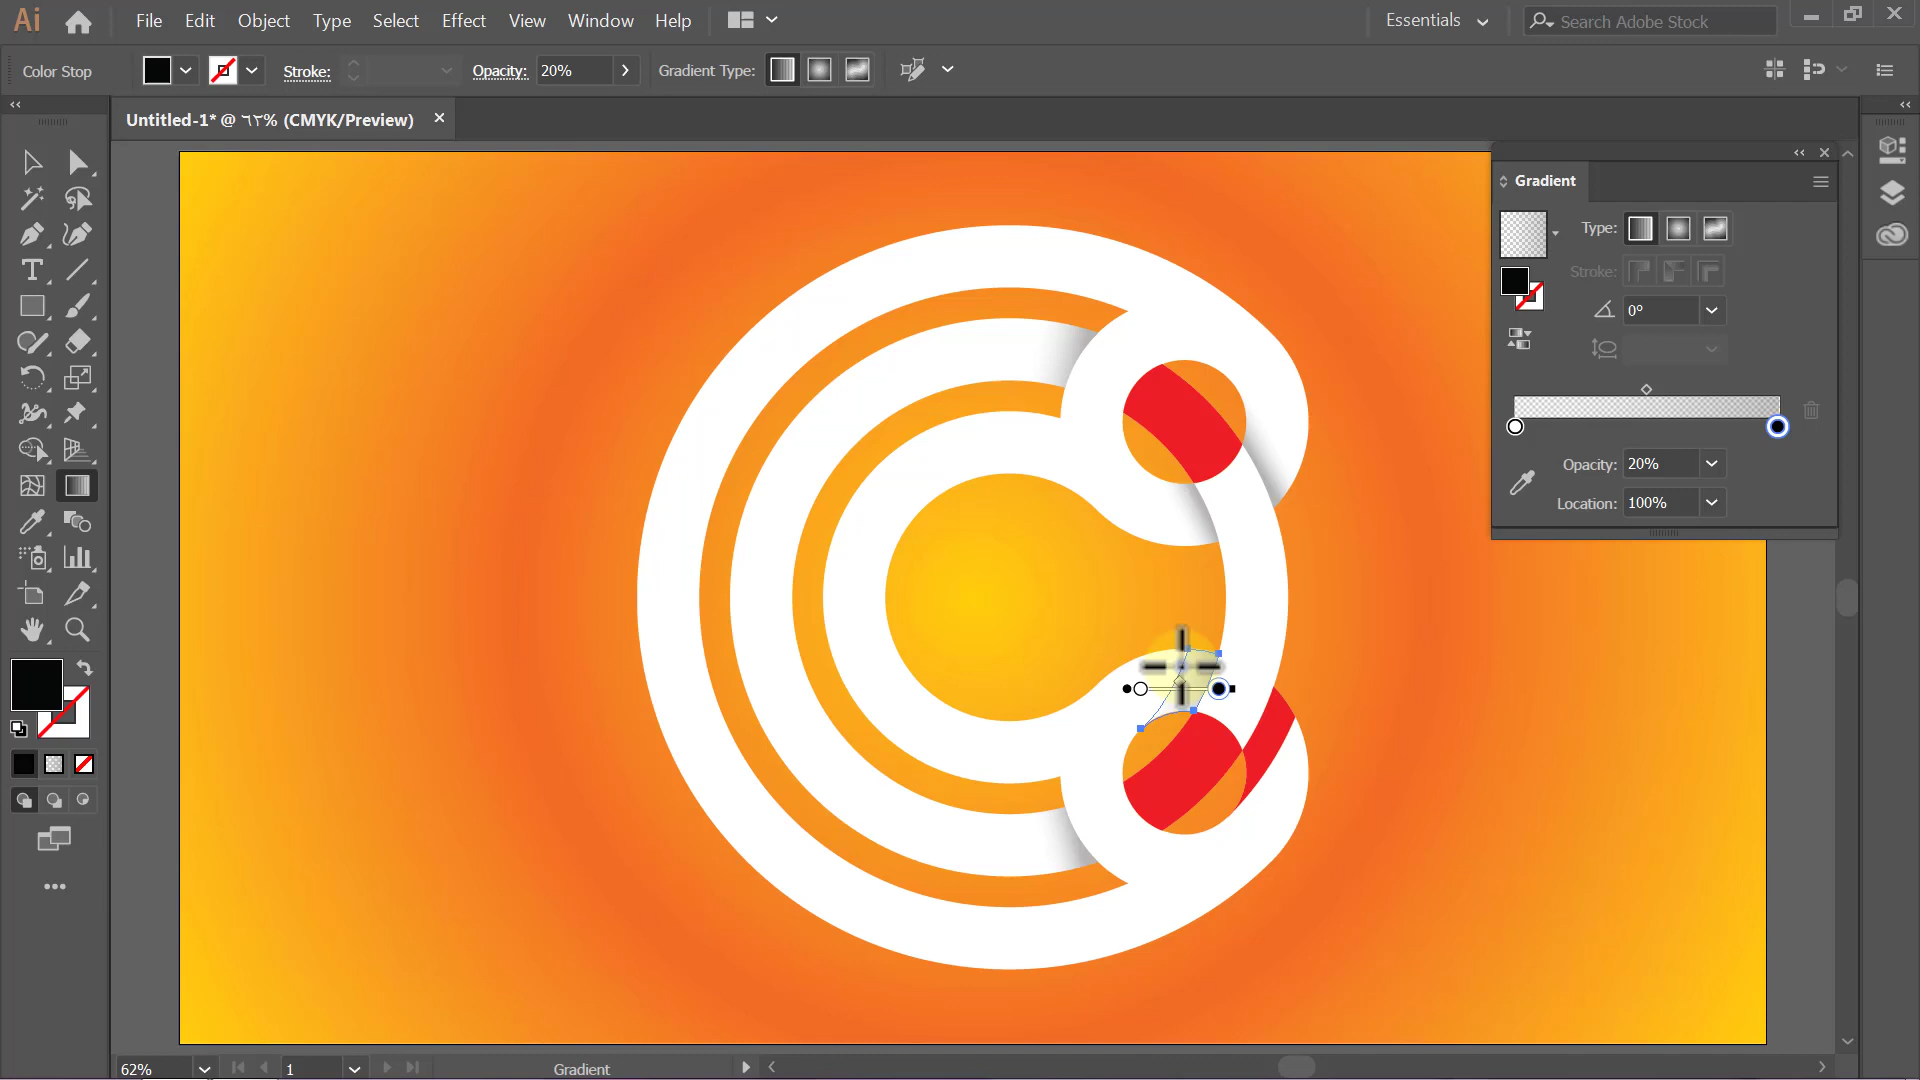 Ai File Edit Object Type Select Effect View Window Help Essentials Search Adobe Stock
Color Stop Stroke: Opacity: 20% Gradient Type:
Untitled-1* @ ٦٢% (CMYK/Preview)
Gradient
Type:
Stroke:
0°
Opacity: 20%
Location: 100%
62% 1 Gradient